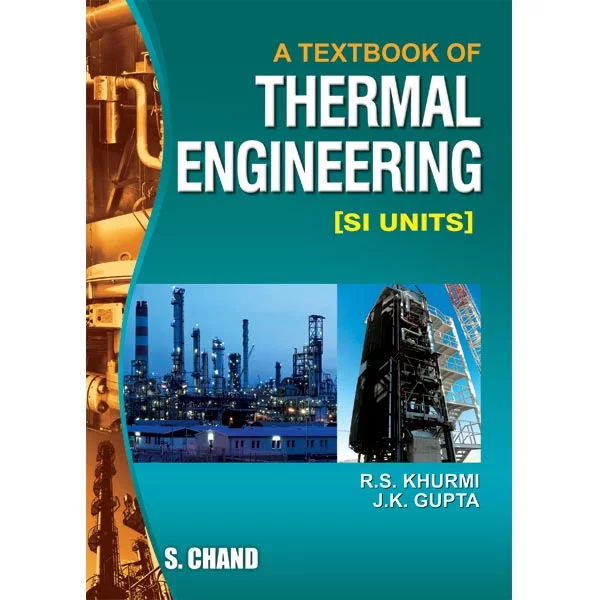 A TEXTBOOK OF
THERMAL
ENGINEERING
[SI UNITS]
R.S. KHURMI
J.K. GUPTA
S. CHAND